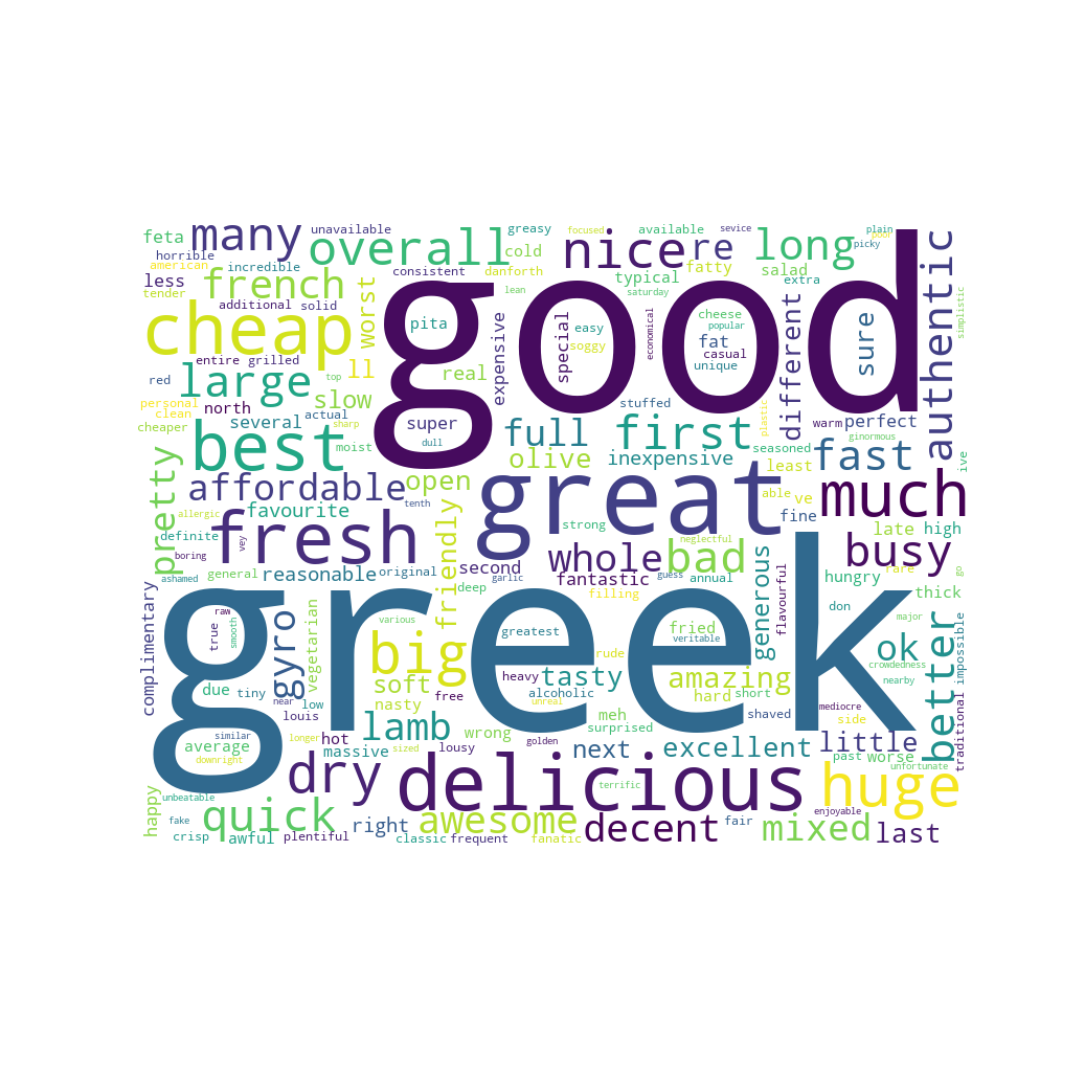 feta
many
unavailable
greasy
focused
available
sevice
plain
poor
picky
horrible
overall
cold
nice
re
long
good
authentic
american
incredible
consistent
danforth
typical
fatty
salad
less
french
worst
tender
additional
solid
lean
saturday
extra
simplistic
cheap
pita
expensive
special
easy
soggy
economical
cheese
popular
fat
casual
unique
different
sure
entire
grilled
ll
real
red
large
top
slow
personal
clean
north
cheaper
several
actual
sharp
super
stuffed
plastic
warm
perfect
best
moist
dull
full
first
seasoned
ginormous
fast
olive
inexpensive
least
ive
pretty
affordable
open
great
able
ve
much
favourite
tenth
allergic
fresh
friendly
strong
fine
late
high
definite
vey
boring
second
whole
neglectful
bad
busy
ashamed
general
reasonable
original
deep
garlic
fantastic
guess
annual
generous
flavourful
hungry
rare
go
filling
thick
complimentary
greek
raw
true
smooth
gyro
vegetarian
various
greatest
fried
veritable
don
major
impossible
big
rude
ok
better
crowdedness
due
tiny
near
low
soft
free
heavy
unreal
tasty
alcoholic
amazing
hard
short
nearby
louis
nasty
meh
surprised
shaved
mediocre
side
traditional
similar
hot
lamb
wrong
golden
average
longer
massive
sized
lousy
next
excellent
little
past
worse
downright
unfortunate
happy
unbeatable
dry
delicious
terrific
huge
fake
quick
right
awesome
decent
fair
enjoyable
mixed
last
crisp
awful
plentiful
classic
frequent
fanatic